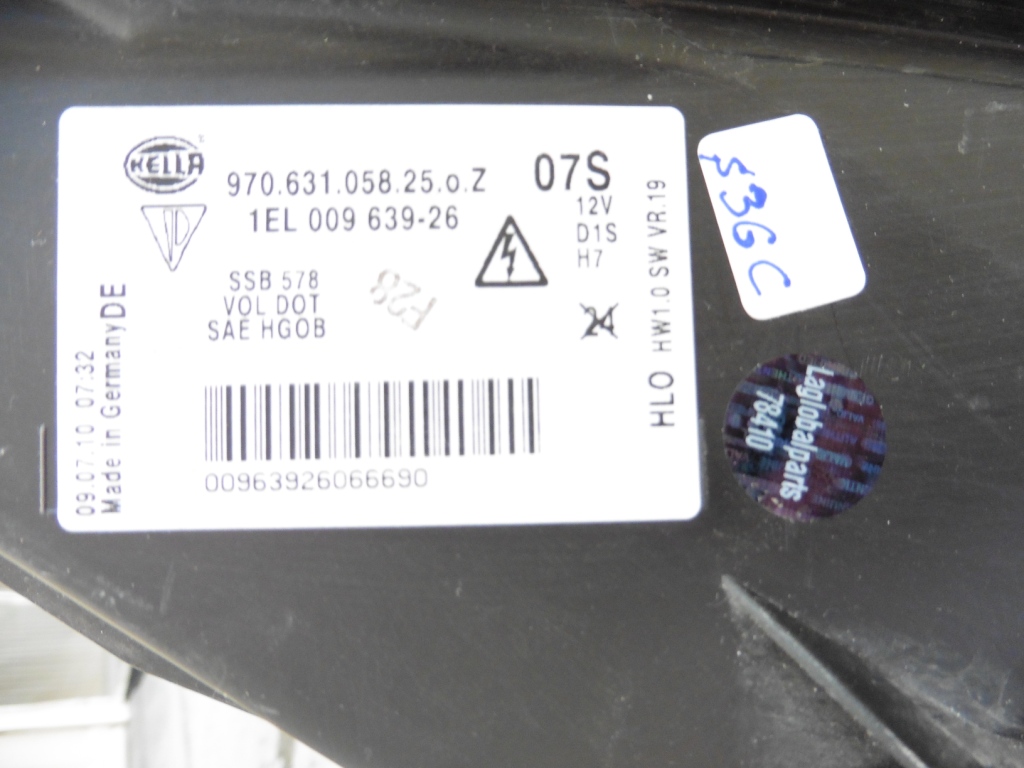 HELLA
970.631.058.25.o.Z
1EL 009 639-26
07S
12V
D1S
H7
24
SSB 578
VOL DOT
SAE HGOB
F28
00963926066690
09.07.10 07:32
Made in Germany DE
HLO HW1.0 SW VR.19
Laglobalparts
78410